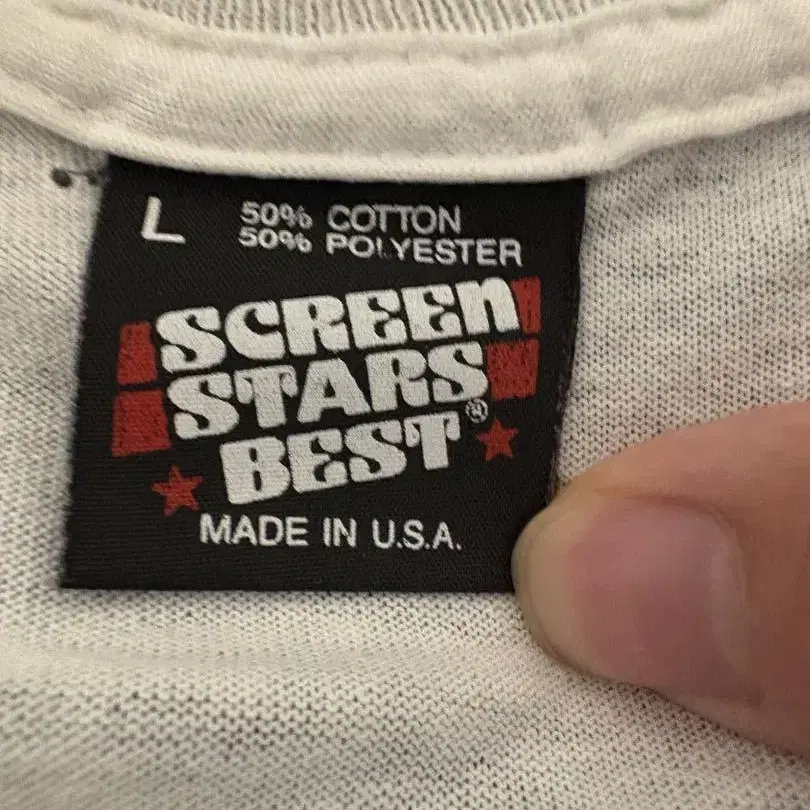 L 50% COTTON
50% POLYESTER
SCREEN
STARS
BEST®
MADE IN U.S.A.